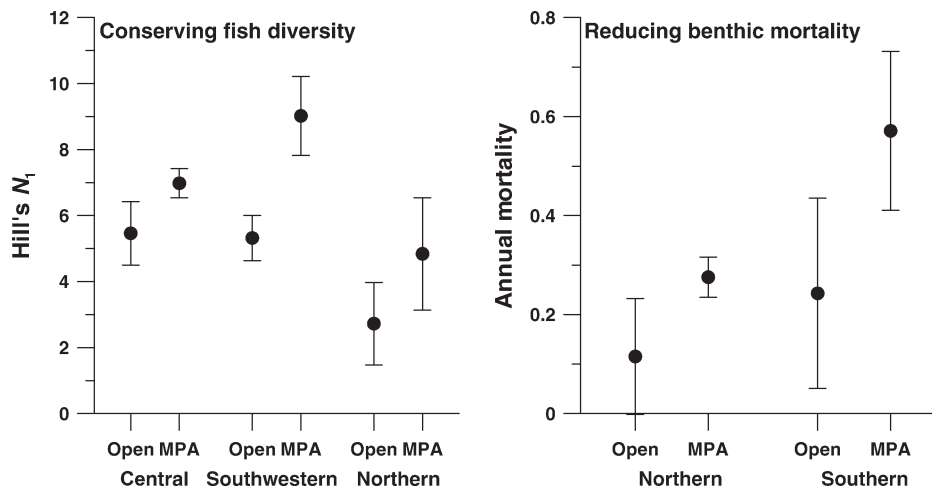 Conserving fish diversity
Hill's N1
12
10
8
6
4
2
0
Open MPA Open MPA Open MPA
Central Southwestern Northern
Reducing benthic mortality
Annual mortality
0.8
0.6
0.4
0.2
0
Open MPA Open MPA
Northern Southern